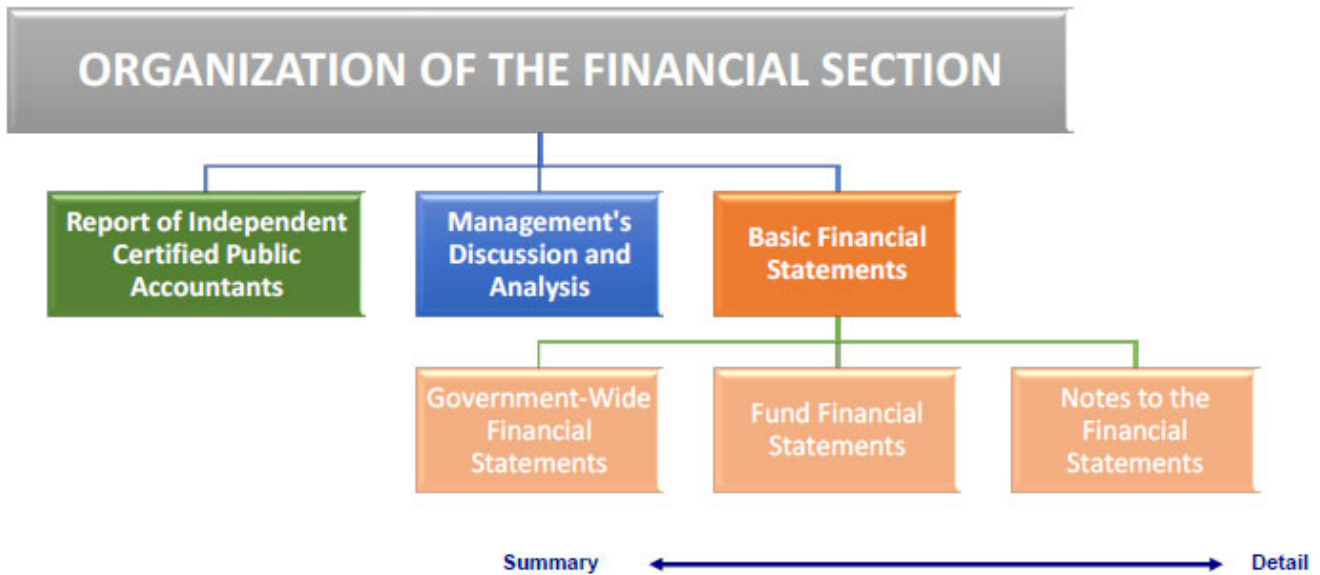 ORGANIZATION OF THE FINANCIAL SECTION
Report of Independent
Certified Public
Accountants
Management's
Discussion and
Analysis
Basic Financial
Statements
Government-Wide
Financial
Statements
Fund Financial
Statements
Notes to the
Financial
Statements
Summary
Detail